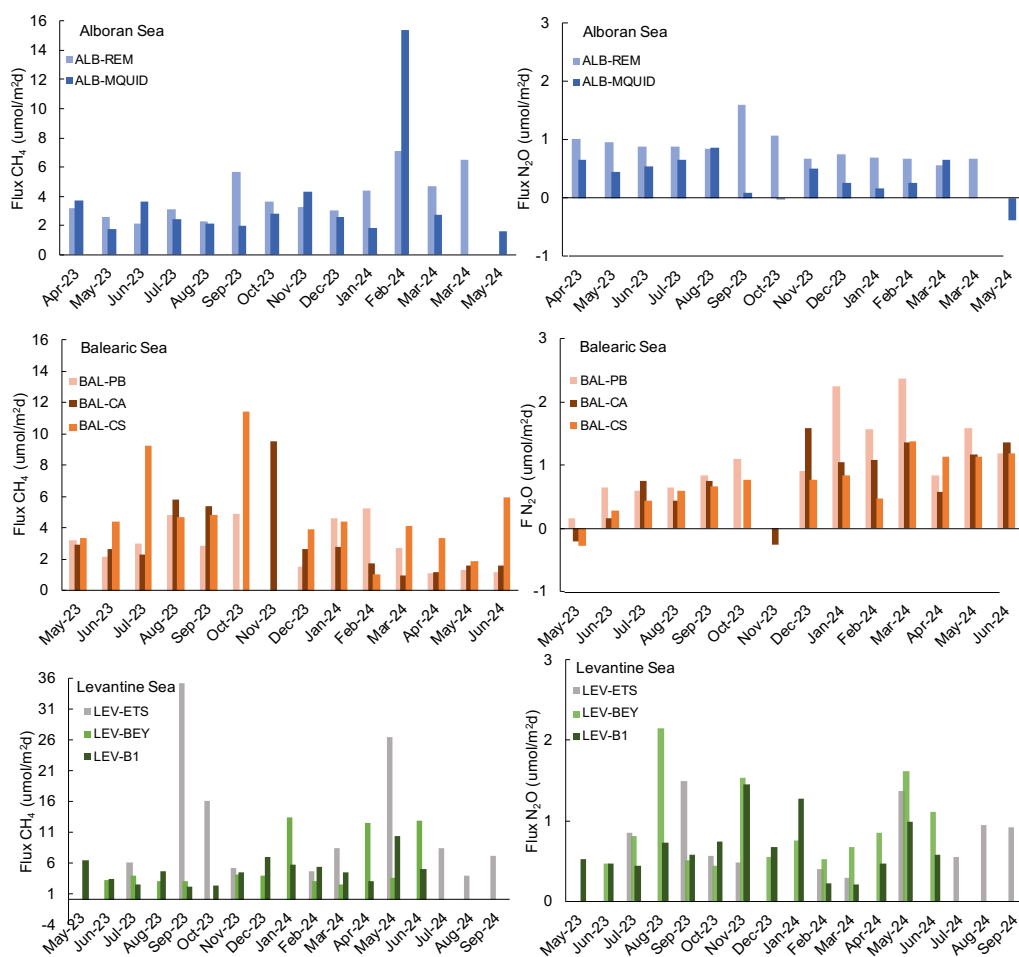 Alboran Sea
Flux CH₄ (umol/m²d)
16
14
12
10
8
6
4
2
0
ALB-REM
ALB-MQUID
Apr-23 May-23 Jun-23 Jul-23 Aug-23 Sep-23 Oct-23 Nov-23 Dec-23 Jan-24 Feb-24 Mar-24 Mar-24 May-24
Alboran Sea
Flux N₂O (umol/m²d)
3
2
1
0
-1
ALB-REM
ALB-MQUID
Apr-23 May-23 Jun-23 Jul-23 Aug-23 Sep-23 Oct-23 Nov-23 Dec-23 Jan-24 Feb-24 Mar-24 Mar-24 May-24
Balearic Sea
Flux CH₄ (umol/m²d)
16
14
12
10
8
6
4
2
0
BAL-PB
BAL-CA
BAL-CS
May-23 Jun-23 Jul-23 Aug-23 Sep-23 Oct-23 Nov-23 Dec-23 Jan-24 Feb-24 Mar-24 Apr-24 May-24 Jun-24
Balearic Sea
F N₂O (umol/m²d)
3
2
1
0
-1
BAL-PB
BAL-CA
BAL-CS
May-23 Jun-23 Jul-23 Aug-23 Sep-23 Oct-23 Nov-23 Dec-23 Jan-24 Feb-24 Mar-24 Apr-24 May-24 Jun-24
Levantine Sea
Flux CH₄ (umol/m²d)
36
31
26
21
16
11
6
1
-4
LEV-ETS
LEV-BEY
LEV-B1
May-23 Jun-23 Jul-23 Aug-23 Sep-23 Oct-23 Nov-23 Dec-23 Jan-24 Feb-24 Mar-24 Apr-24 May-24 Jun-24 Jul-24 Aug-24 Sep-24
Levantine Sea
Flux N₂O (umol/m²d)
3
2
1
0
LEV-ETS
LEV-BEY
LEV-B1
May-23 Jun-23 Jul-23 Aug-23 Sep-23 Oct-23 Nov-23 Dec-23 Jan-24 Feb-24 Mar-24 Apr-24 May-24 Jun-24 Jul-24 Aug-24 Sep-24